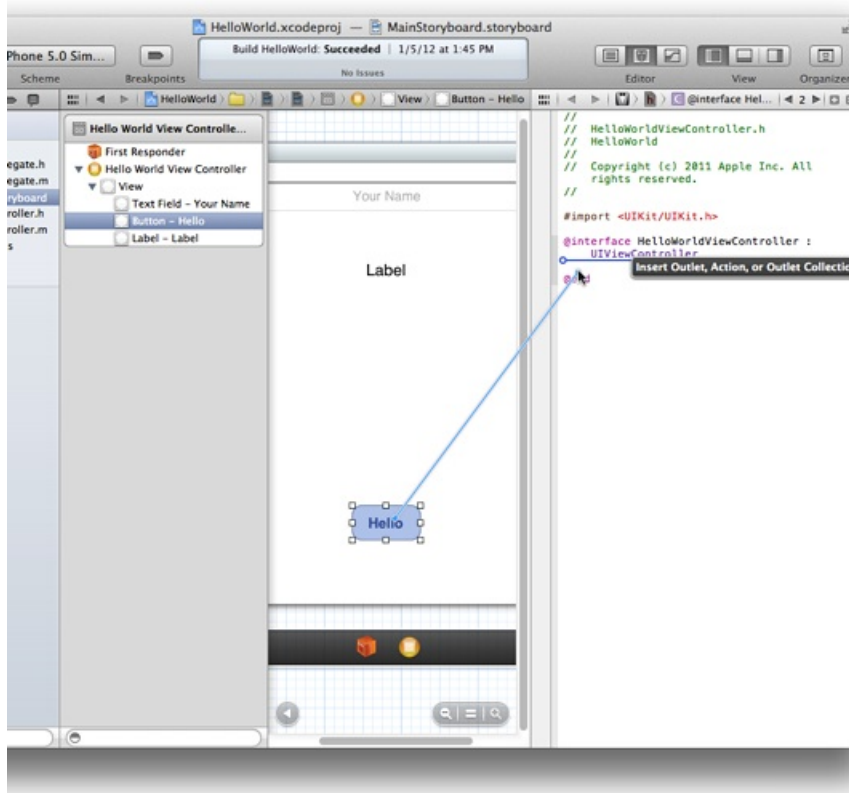 HelloWorld.xcodeproj — MainStoryboard.storyboard
Phone 5.0 Sim...
Build HelloWorld: Succeeded | 1/5/12 at 1:45 PM
No Issues
Scheme
Breakpoints
Editor
View
Organizer
HelloWorld
View
Button - Hello
@interface Hel...
2
Hello World View Controlle...
First Responder
Hello World View Controller
View
Text Field - Your Name
Button - Hello
Label - Label
egate.h
egate.m
ryboard
roller.h
roller.m
s
Your Name
Label
Hello
//
// HelloWorldViewController.h
// HelloWorld
//
// Copyright (c) 2011 Apple Inc. All
rights reserved.
//
#import <UIKit/UIKit.h>
@interface HelloWorldViewController :
UIViewController
Insert Outlet, Action, or Outlet Collectio